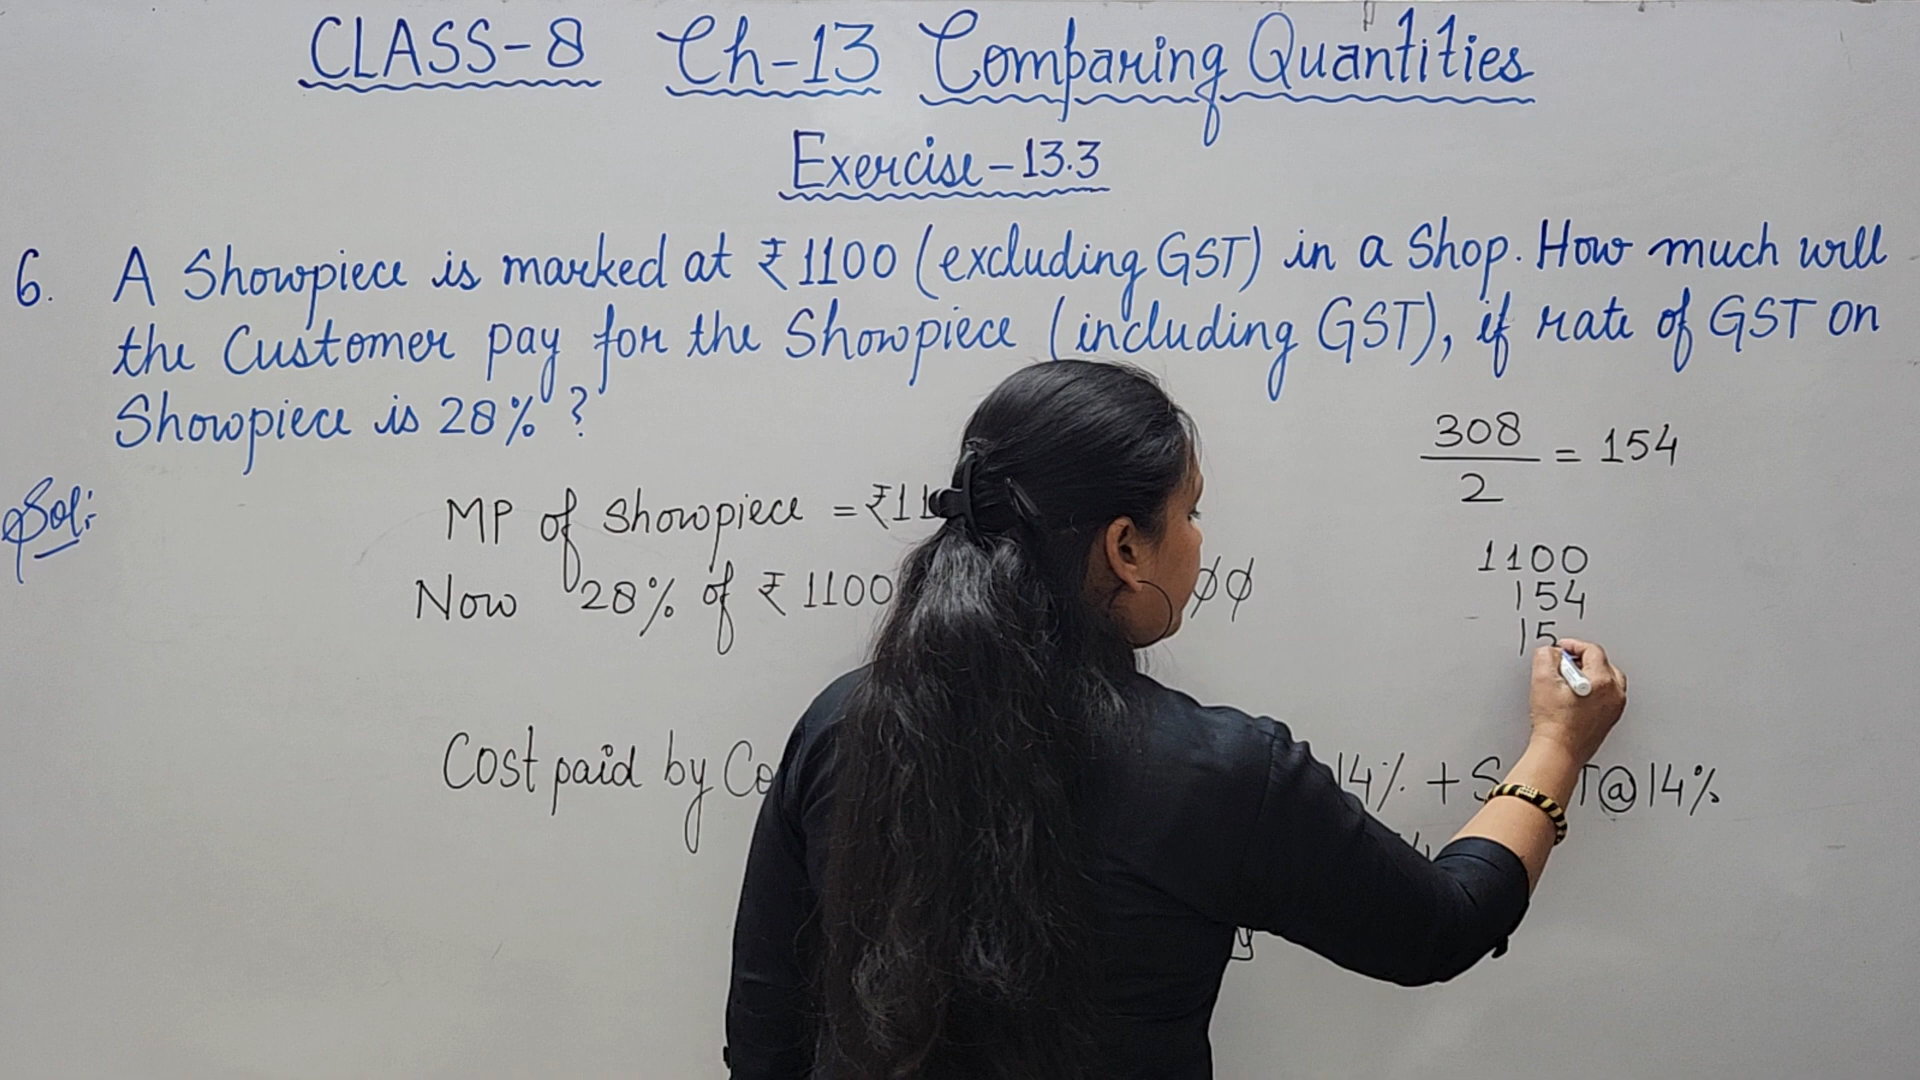 CLASS-8 Ch-13 Comparing Quantities
Exercise-13.3
6. A Showpiece is marked at ₹1100 (excluding GST) in a Shop. How much will
the Customer pay for the Showpiece (including GST), if rate of GST on
Showpiece is 28% ?
308
2
= 154
Sol:
MP of Showpiece = ₹11
1100
154
15
Now 28% of ₹1100
Cost paid by
14% + S T@14%